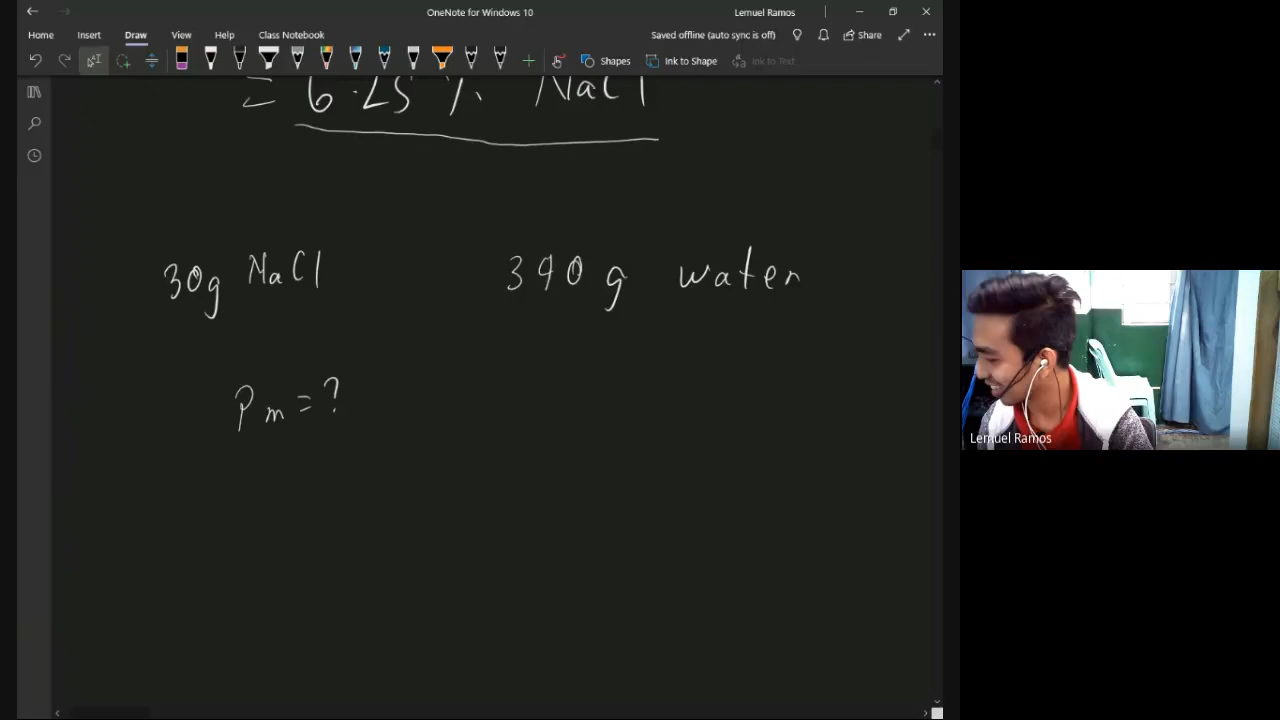 OneNote for Windows 10
Lemuel Ramos
Home Insert Draw View Help Class Notebook
Saved offline (auto sync is off) Share
Shapes Ink to Shape Ink to Text
= 6.25 % NaCl
30g NaCl 390 g water
Pm = ?
Lemuel Ramos